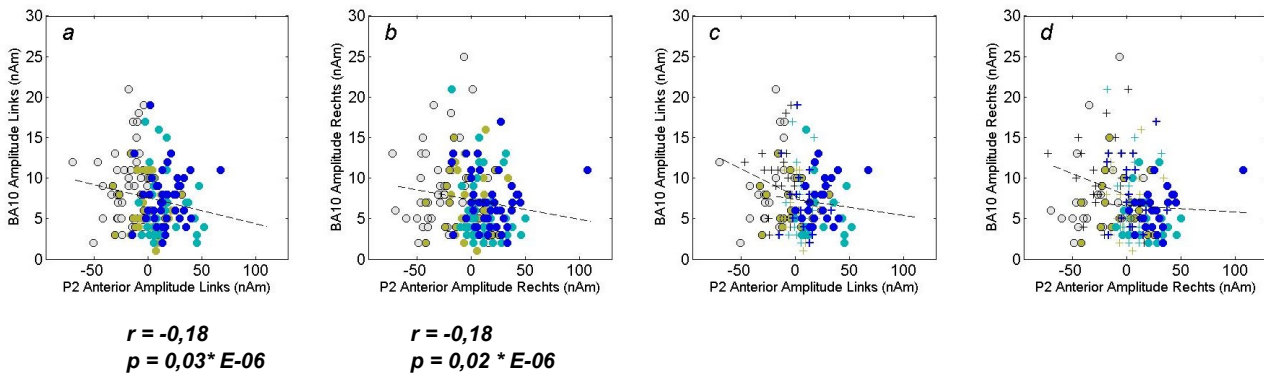 a
b
c
d
30
25
20
15
10
5
0
BA10 Amplitude Links (nAm)
-50 0 50 100
P2 Anterior Amplitude Links (nAm)
30
25
20
15
10
5
0
BA10 Amplitude Rechts (nAm)
-50 0 50 100
P2 Anterior Amplitude Rechts (nAm)
30
25
20
15
10
5
0
BA10 Amplitude Links (nAm)
-50 0 50 100
P2 Anterior Amplitude Links (nAm)
30
25
20
15
10
5
0
BA10 Amplitude Rechts (nAm)
-50 0 50 100
P2 Anterior Amplitude Rechts (nAm)
r = -0,18
p = 0,03* E-06
r = -0,18
p = 0,02 * E-06